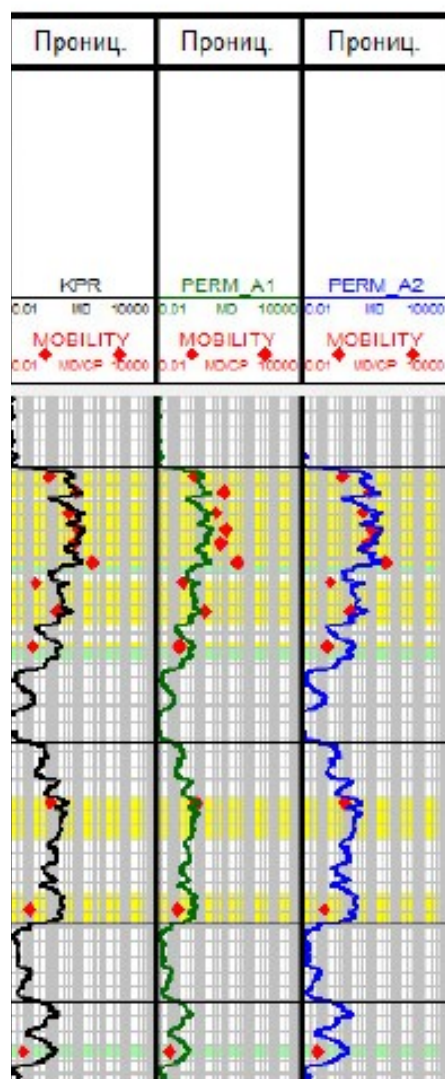 Прониц. Прониц. Прониц.
KPR PERM_A1 PERM_A2
0.01 MD 10000 0.01 MD 10000 0.01 MD 10000
MOBILITY MOBILITY MOBILITY
0.01 MD/CP 10000 0.01 MD/CP 10000 0.01 MD/CP 10000